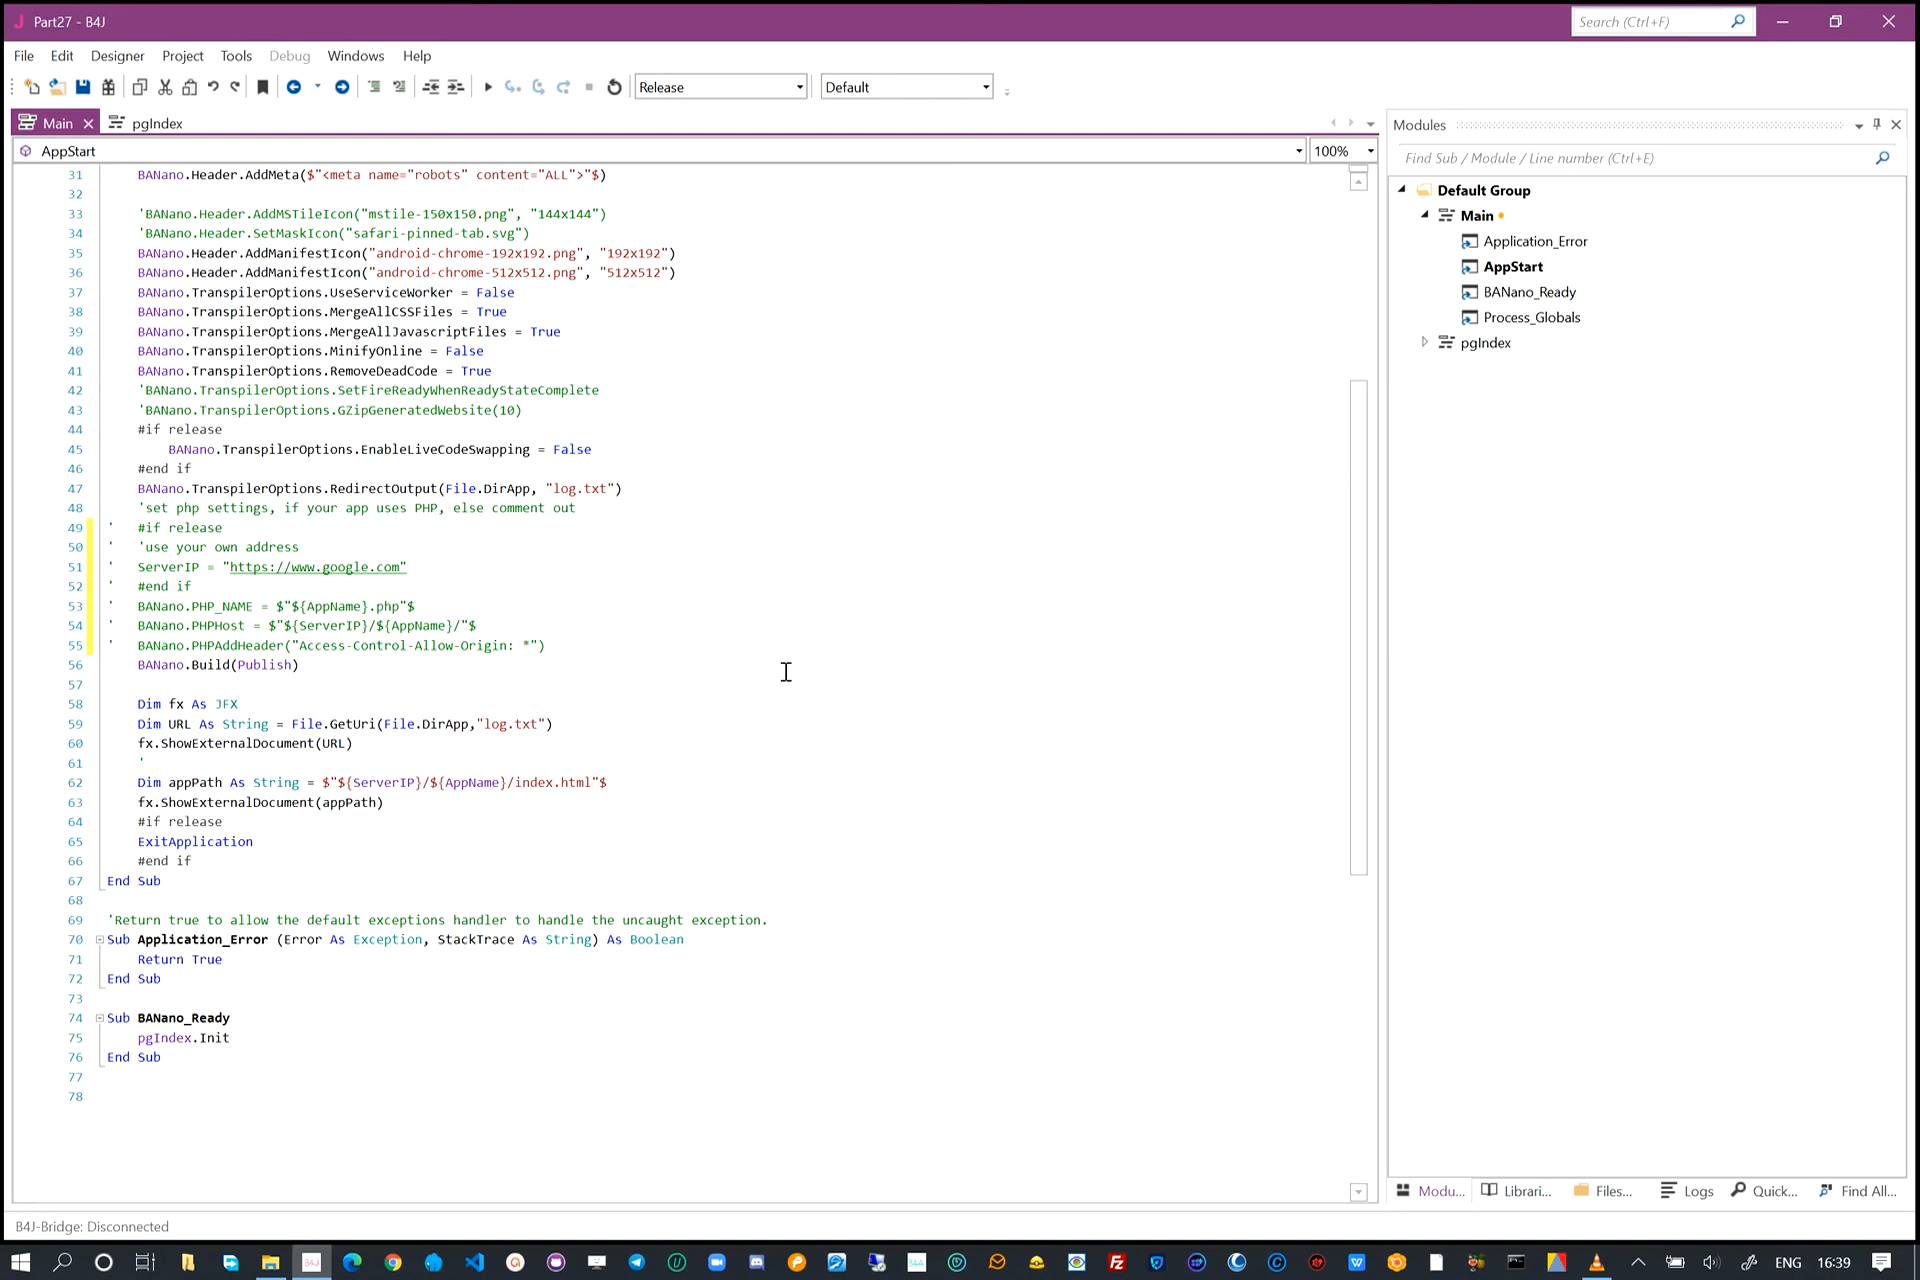 Part27 - B4J
Search (Ctrl+F)
File Edit Designer Project Tools Debug Windows Help
Release Default
Main pgIndex
AppStart 100%
31 BANano.Header.AddMeta($"<meta name="robots" content="ALL">"$)
32
33 'BANano.Header.AddMSTileIcon("mstile-150x150.png", "144x144")
34 'BANano.Header.SetMaskIcon("safari-pinned-tab.svg")
35 BANano.Header.AddManifestIcon("android-chrome-192x192.png", "192x192")
36 BANano.Header.AddManifestIcon("android-chrome-512x512.png", "512x512")
37 BANano.TranspilerOptions.UseServiceWorker = False
38 BANano.TranspilerOptions.MergeAllCSSFiles = True
39 BANano.TranspilerOptions.MergeAllJavascriptFiles = True
40 BANano.TranspilerOptions.MinifyOnline = False
41 BANano.TranspilerOptions.RemoveDeadCode = True
42 'BANano.TranspilerOptions.SetFireReadyWhenReadyStateComplete
43 'BANano.TranspilerOptions.GZipGeneratedWebsite(10)
44 #if release
45 BANano.TranspilerOptions.EnableLiveCodeSwapping = False
46 #end if
47 BANano.TranspilerOptions.RedirectOutput(File.DirApp, "log.txt")
48 'set php settings, if your app uses PHP, else comment out
49 ' #if release
50 ' 'use your own address
51 ' ServerIP = "https://www.google.com"
52 ' #end if
53 ' BANano.PHP_NAME = $"${AppName}.php"$
54 ' BANano.PHPHost = $"${ServerIP}/${AppName}/"$
55 ' BANano.PHPAddHeader("Access-Control-Allow-Origin: *")
56 BANano.Build(Publish)
57
58 Dim fx As JFX
59 Dim URL As String = File.GetUri(File.DirApp,"log.txt")
60 fx.ShowExternalDocument(URL)
61 '
62 Dim appPath As String = $"${ServerIP}/${AppName}/index.html"$
63 fx.ShowExternalDocument(appPath)
64 #if release
65 ExitApplication
66 #end if
67 End Sub
68
69 'Return true to allow the default exceptions handler to handle the uncaught exception.
70 Sub Application_Error (Error As Exception, StackTrace As String) As Boolean
71 Return True
72 End Sub
73
74 Sub BANano_Ready
75 pgIndex.Init
76 End Sub
77
78
Modules
Find Sub / Module / Line number (Ctrl+E)
Default Group
Main
Application_Error
AppStart
BANano_Ready
Process_Globals
pgIndex
Modu... Librari... Files... Logs Quick... Find All...
B4J-Bridge: Disconnected
ENG 16:39